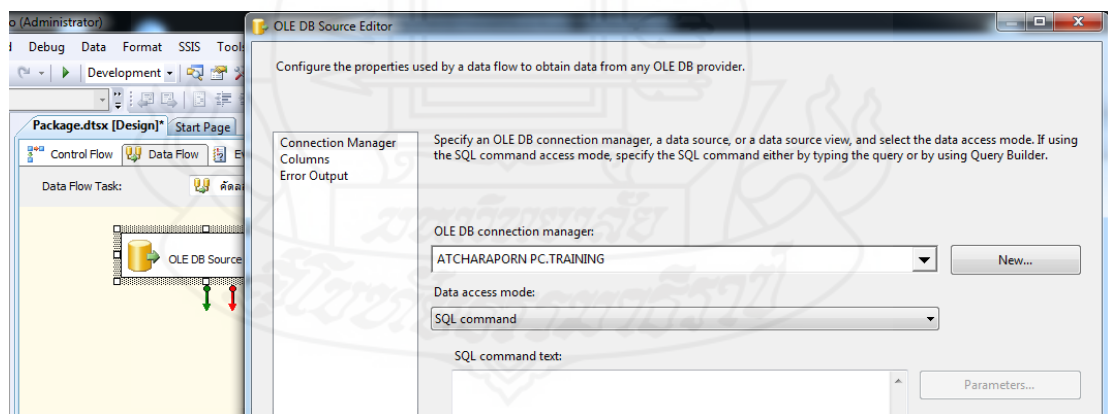 o (Administrator)
Debug Data Format SSIS Tool
Development
Package.dtsx [Design]* Start Page
Control Flow Data Flow
Data Flow Task:
OLE DB Source
OLE DB Source Editor
Configure the properties used by a data flow to obtain data from any OLE DB provider.
Connection Manager
Columns
Error Output
Specify an OLE DB connection manager, a data source, or a data source view, and select the data access mode. If using
the SQL command access mode, specify the SQL command either by typing the query or by using Query Builder.
OLE DB connection manager:
ATCHARAPORN PC.TRAINING
New...
Data access mode:
SQL command
SQL command text:
Parameters...